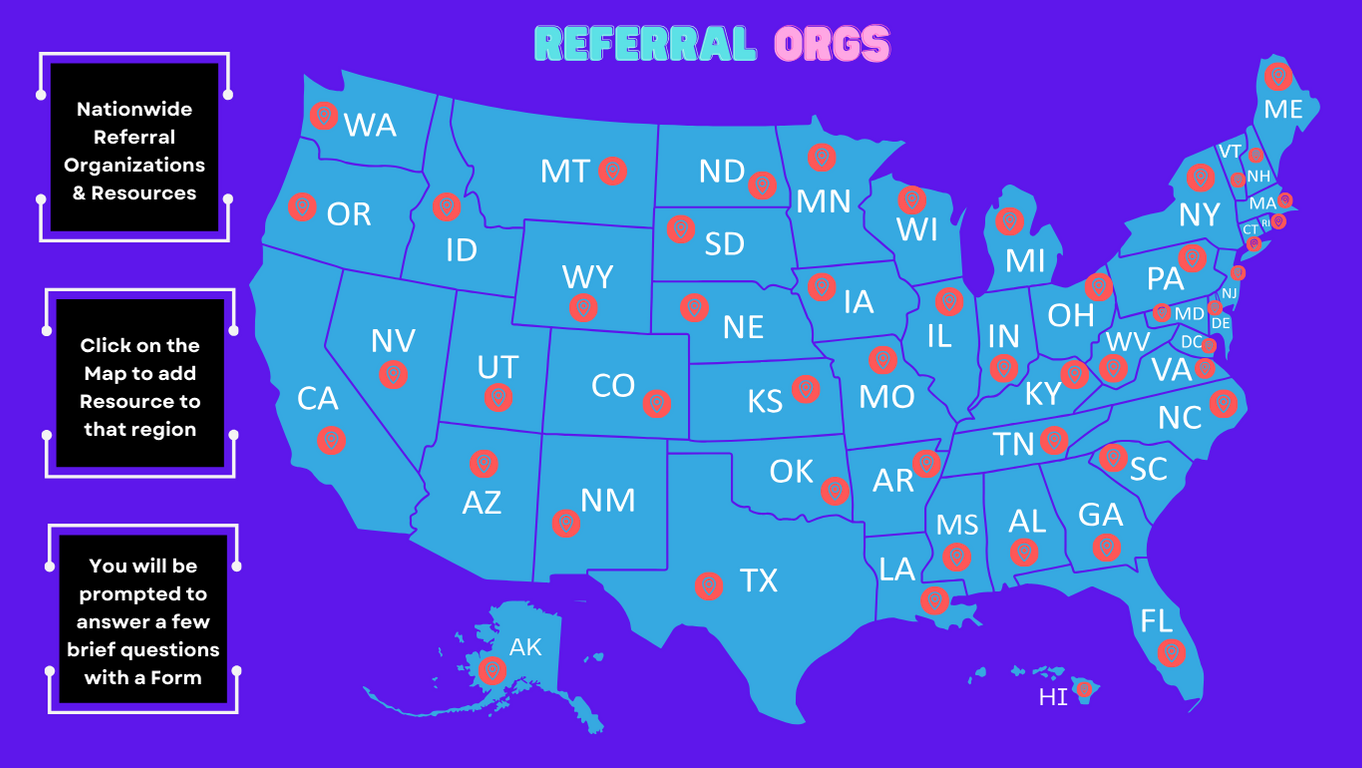 REFERRAL ORGS
Nationwide
Referral
Organizations
& Resources
Click on the
Map to add
Resource to
that region
You will be
prompted to
answer a few
brief questions
with a Form
WA
MT
ND
MN
ME
VT
NH
OR
ID
SD
WI
MI
NY
MA
RI
CT
WY
IA
PA
NJ
NV
UT
NE
IL
IN
OH
MD
DE
DC
WV
VA
CA
CO
KS
MO
KY
NC
TN
AZ
NM
OK
AR
SC
MS
AL
GA
TX
LA
FL
AK
HI